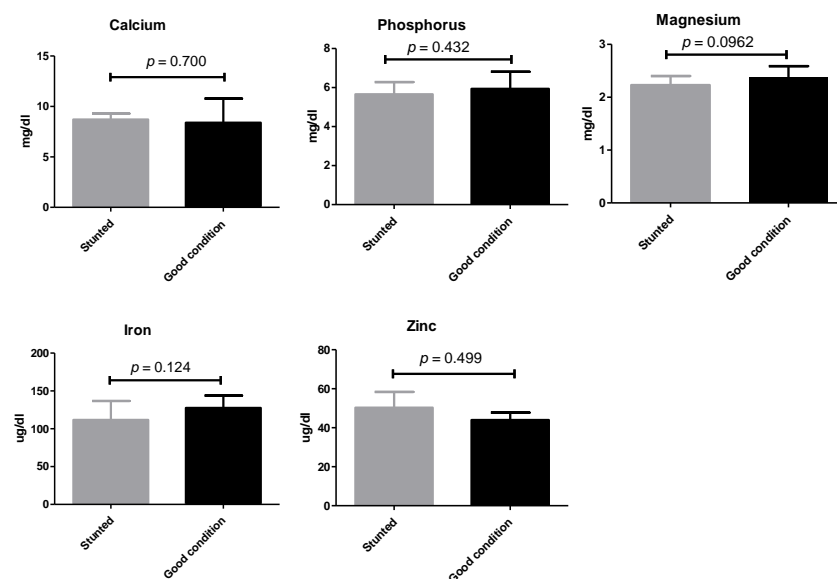 Calcium
p = 0.700
15
10
5
0
mg/dl
Stunted
Good condition
Phosphorus
p = 0.432
8
6
4
2
0
mg/dl
Stunted
Good condition
Magnesium
p = 0.0962
3
2
1
0
mg/dl
Stunted
Good condition
Iron
p = 0.124
200
150
100
50
0
ug/dl
Stunted
Good condition
Zinc
p = 0.499
80
60
40
20
0
ug/dl
Stunted
Good condition